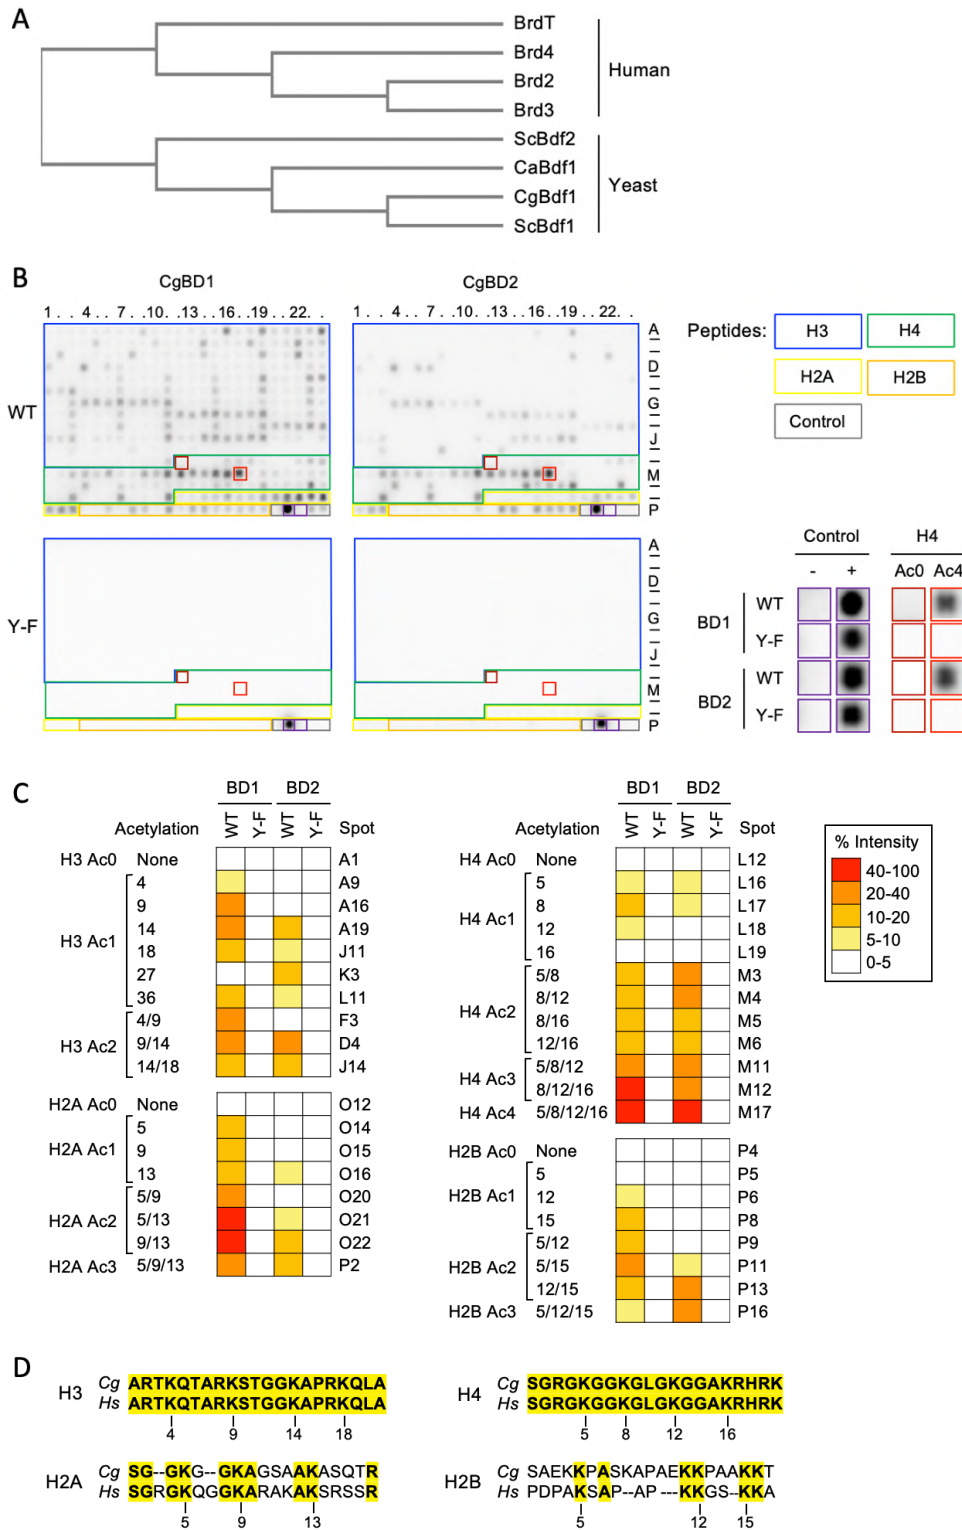 A
BrdT
Brd4
Brd2
Brd3
Human
ScBdf2
CaBdf1
CgBdf1
ScBdf1
Yeast
B
CgBD1
CgBD2
1 . . 4 . . 7 . .10. .13. .16. .19. .22. .
1 . . 4 . . 7 . .10. .13. .16. .19. .22. .
WT
A
D
G
J
M
P
Y-F
A
D
G
J
M
P
Peptides:
H3
H4
H2A
H2B
Control
Control H4
- + Ac0 Ac4
BD1
WT
Y-F
BD2
WT
Y-F
C
BD1 BD2
Acetylation WT Y-F WT Y-F Spot
H3 Ac0 None A1
H3 Ac1
4 A9
9 A16
14 A19
18 J11
27 K3
36 L11
H3 Ac2
4/9 F3
9/14 D4
14/18 J14
H2A Ac0 None O12
H2A Ac1
5 O14
9 O15
13 O16
H2A Ac2
5/9 O20
5/13 O21
9/13 O22
H2A Ac3 5/9/13 P2
BD1 BD2
Acetylation WT Y-F WT Y-F Spot
H4 Ac0 None L12
H4 Ac1
5 L16
8 L17
12 L18
16 L19
H4 Ac2
5/8 M3
8/12 M4
8/16 M5
12/16 M6
H4 Ac3
5/8/12 M11
8/12/16 M12
H4 Ac4 5/8/12/16 M17
H2B Ac0 None P4
H2B Ac1
5 P5
12 P6
15 P8
H2B Ac2
5/12 P9
5/15 P11
12/15 P13
H2B Ac3 5/12/15 P16
% Intensity
40-100
20-40
10-20
5-10
0-5
D
H3
Cg ARTKQTARKSTGGKAPRKQLA
Hs ARTKQTARKSTGGKAPRKQLA
4 9 14 18
H4
Cg SGRGKGGKGLGKGGAKRHRK
Hs SGRGKGGKGLGKGGAKRHRK
5 8 12 16
H2A
Cg SG--GKG--GKAGSAAKASQTR
Hs SGRGKQGGKARAKAKSRSSR
5 9 13
H2B
Cg SAEKKPASKAPAEKKPAAKKT
Hs PDPAKSAP--AP---KKGS--KKA
5 12 15